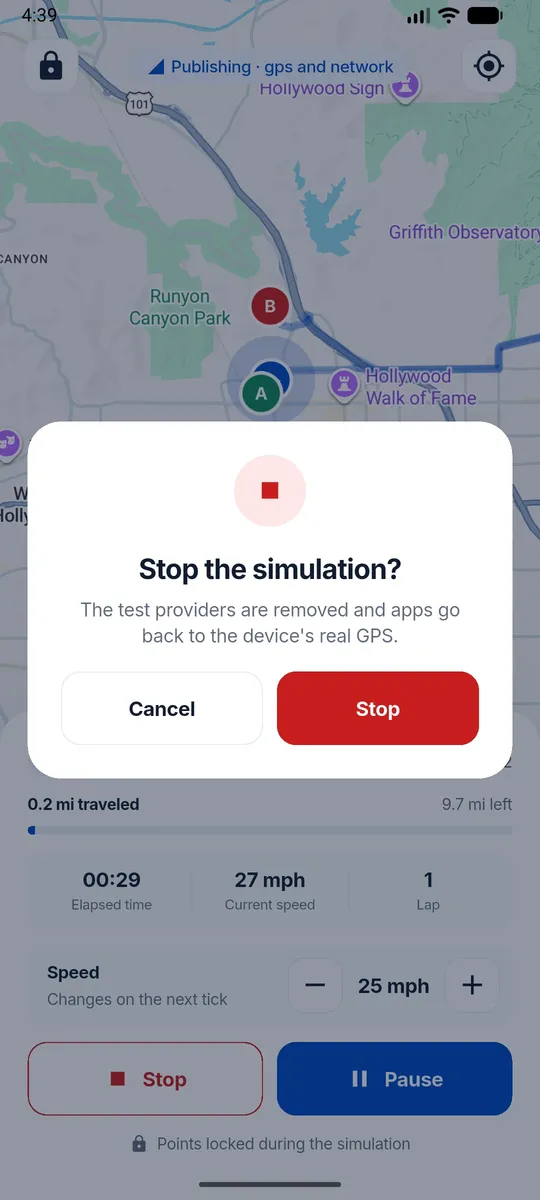 4:39
Publishing · gps and network
Hollywood Sign
101
Griffith Observatory
CANYON
Runyon
Canyon Park
B
A
Hollywood
Walk of Fame
Stop the simulation?
The test providers are removed and apps go
back to the device's real GPS.
Cancel
Stop
0.2 mi traveled
9.7 mi left
00:29
27 mph
1
Elapsed time
Current speed
Lap
Speed
Changes on the next tick
25 mph
Stop
Pause
Points locked during the simulation